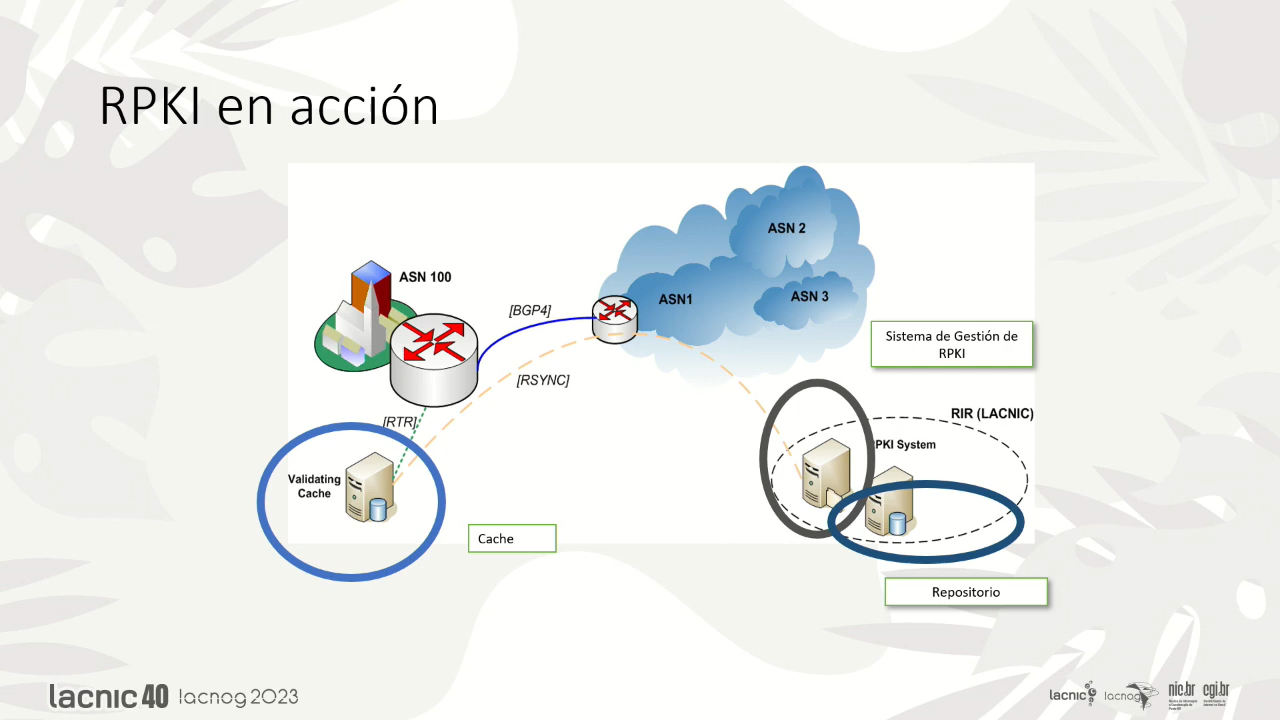 RPKI en acción
ASN 2
ASN 100
ASN1
ASN 3
[BGP4]
Sistema de Gestión de
RPKI
[RSYNC]
RIR (LACNIC)
[RTR]
RPKI System
Validating
Cache
Cache
Repositorio
lacnic 40 lacnog 2023
lacnic lacnog nic.br cgi.br